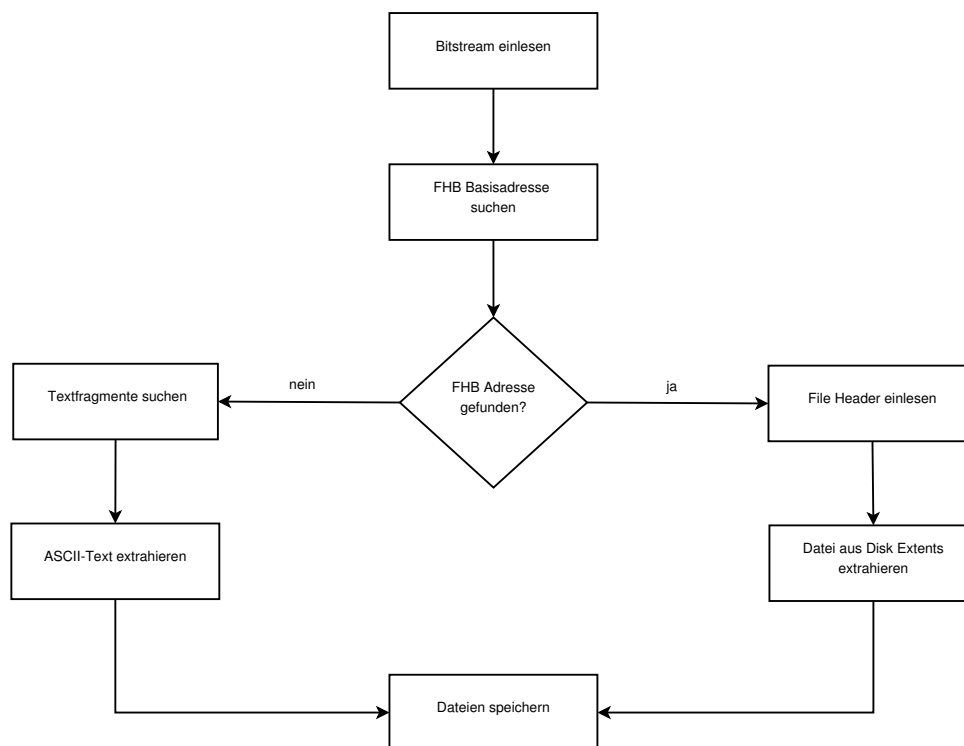 Bitstream einlesen
FHB Basisadresse
suchen
FHB Adresse
gefunden?
nein
ja
Textfragmente suchen
File Header einlesen
ASCII-Text extrahieren
Datei aus Disk Extents
extrahieren
Dateien speichern